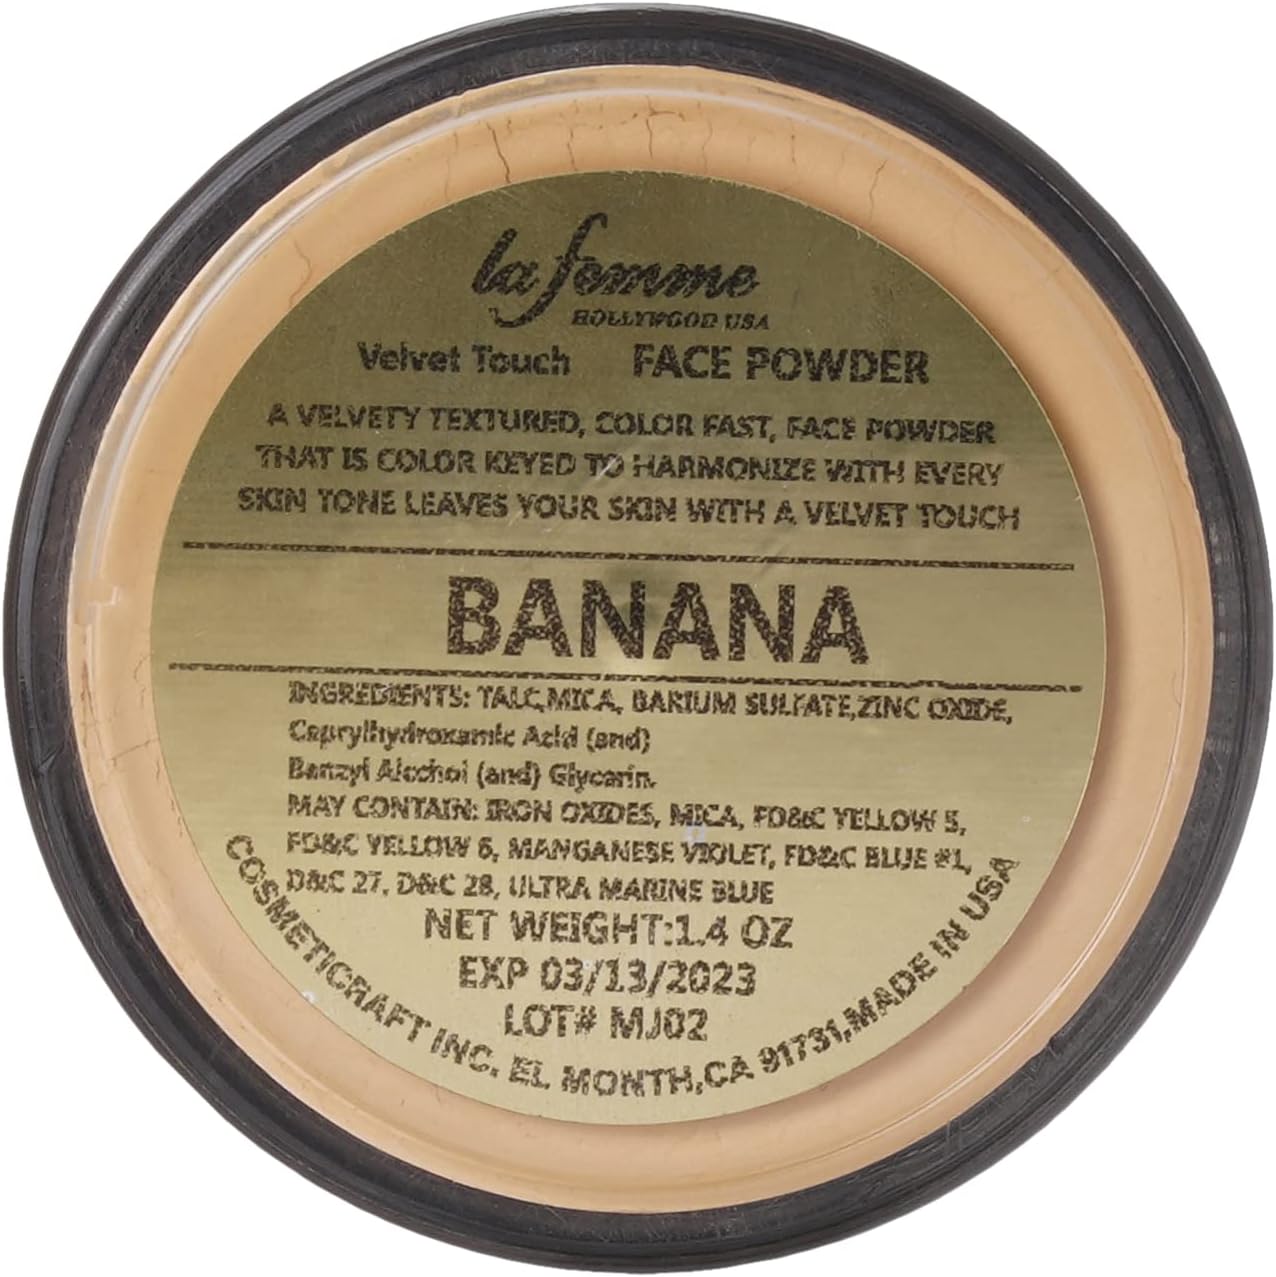 la femme
HOLLYWOOD USA
Velvet Touch FACE POWDER
A VELVETY TEXTURED, COLOR FAST, FACE POWDER
THAT IS COLOR KEYED TO HARMONIZE WITH EVERY
SKIN TONE LEAVES YOUR SKIN WITH A VELVET TOUCH
BANANA
INGREDIENTS: TALC,MICA, BARIUM SULFATE,ZINC OXIDE,
Caprylhydroxamic Acid (and)
Banzyl Alcohol (and) Glycerin.
MAY CONTAIN: IRON OXIDES, MICA, FD&C YELLOW 5,
FD&C YELLOW 6, MANGANESE VIOLET, FD&C BLUE #1,
D&C 27, D&C 28, ULTRA MARINE BLUE
NET WEIGHT:1.4 OZ
EXP 03/13/2023
LOT# MJ02
COSMETICRAFT INC. EL MONTH,CA 91731,MADE IN USA